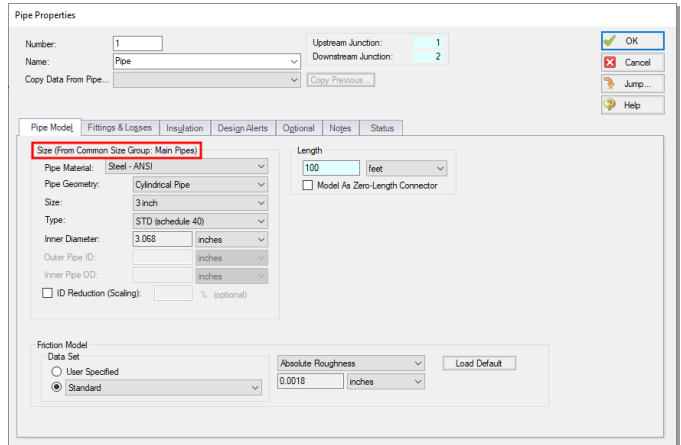 Pipe Properties
Number: 1 Upstream Junction: 1 OK
Name: Pipe Downstream Junction: 2 Cancel
Copy Data From Pipe... Copy Previous... Jump...
Help
Pipe Model Fittings & Losses Insulation Design Alerts Optional Notes Status
Size (From Common Size Group: Main Pipes) Length
Pipe Material: Steel - ANSI 100 feet
Pipe Geometry: Cylindrical Pipe Model As Zero-Length Connector
Size: 3 inch
Type: STD (schedule 40)
Inner Diameter: 3.068 inches
Outer Pipe ID: inches
Inner Pipe OD: inches
ID Reduction (Scaling): % (optional)
Friction Model
Data Set Absolute Roughness Load Default
User Specified 0.0018 inches
Standard